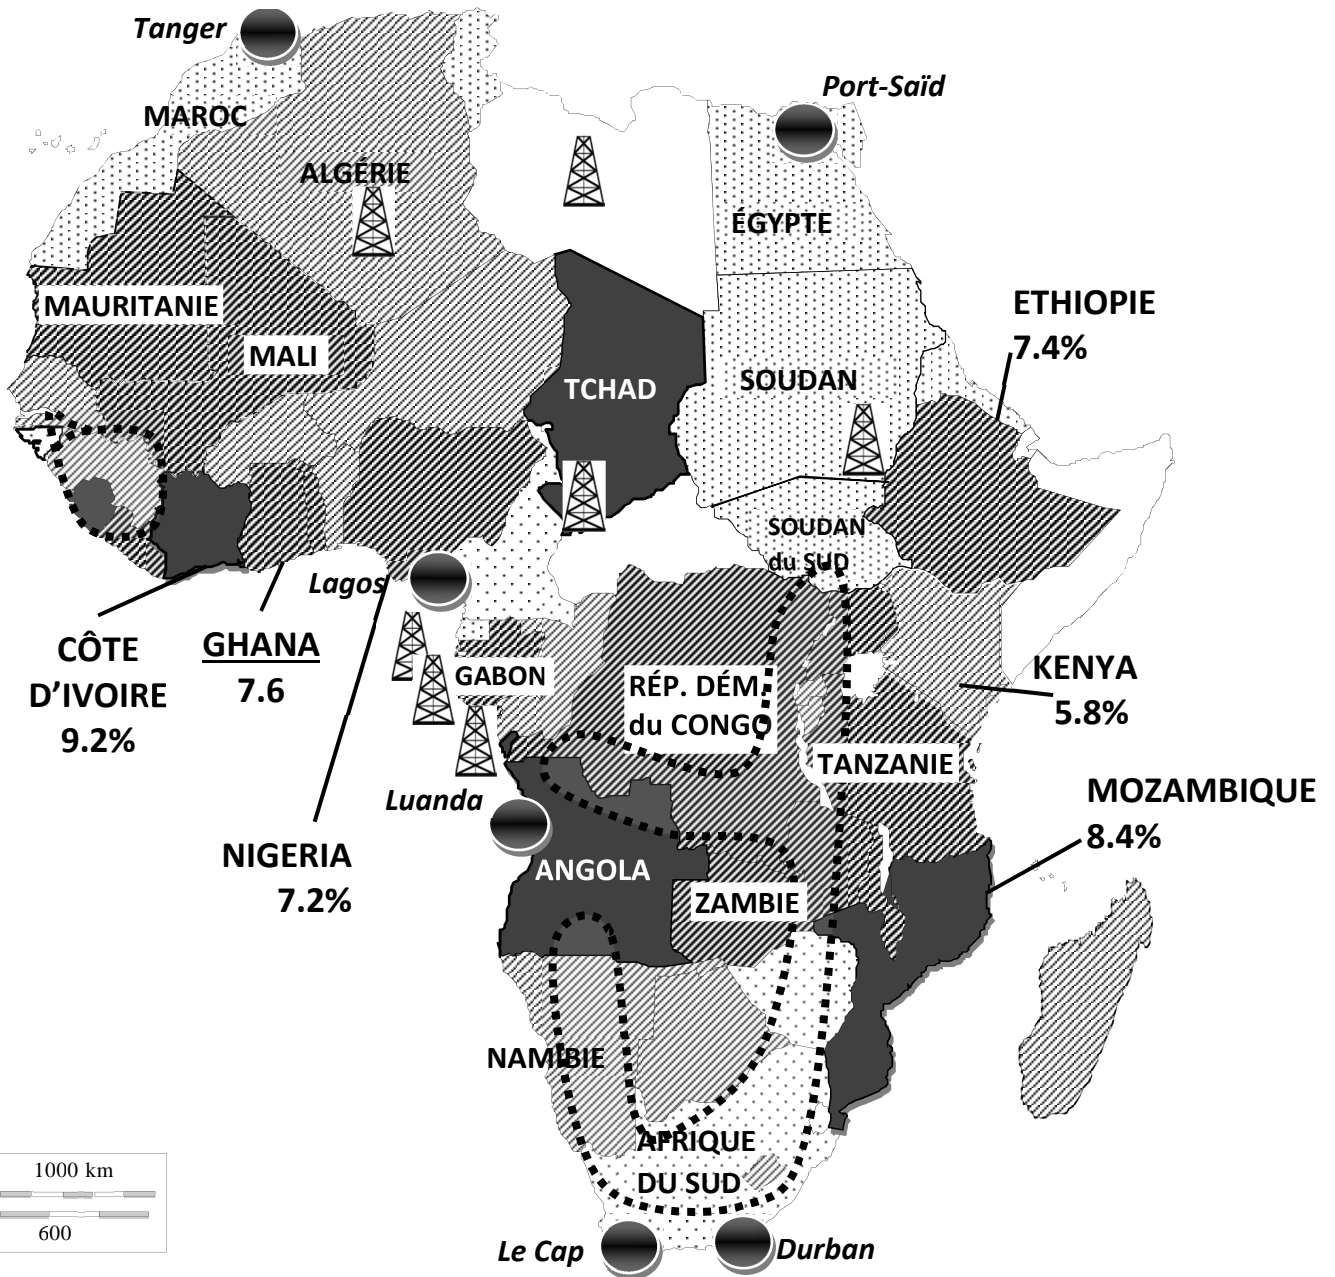 Tanger
Port-Saïd
MAROC
ALGÉRIE
ÉGYPTE
MAURITANIE
MALI
TCHAD
SOUDAN
ETHIOPIE
7.4%
SOUDAN
du SUD
Lagos
CÔTE
D’IVOIRE
9.2%
GHANA
7.6
GABON
RÉP. DÉM.
du CONGO
KENYA
5.8%
TANZANIE
Luanda
MOZAMBIQUE
8.4%
NIGERIA
7.2%
ANGOLA
ZAMBIE
NAMIBIE
AFRIQUE
DU SUD
1000 km
600
Le Cap
Durban